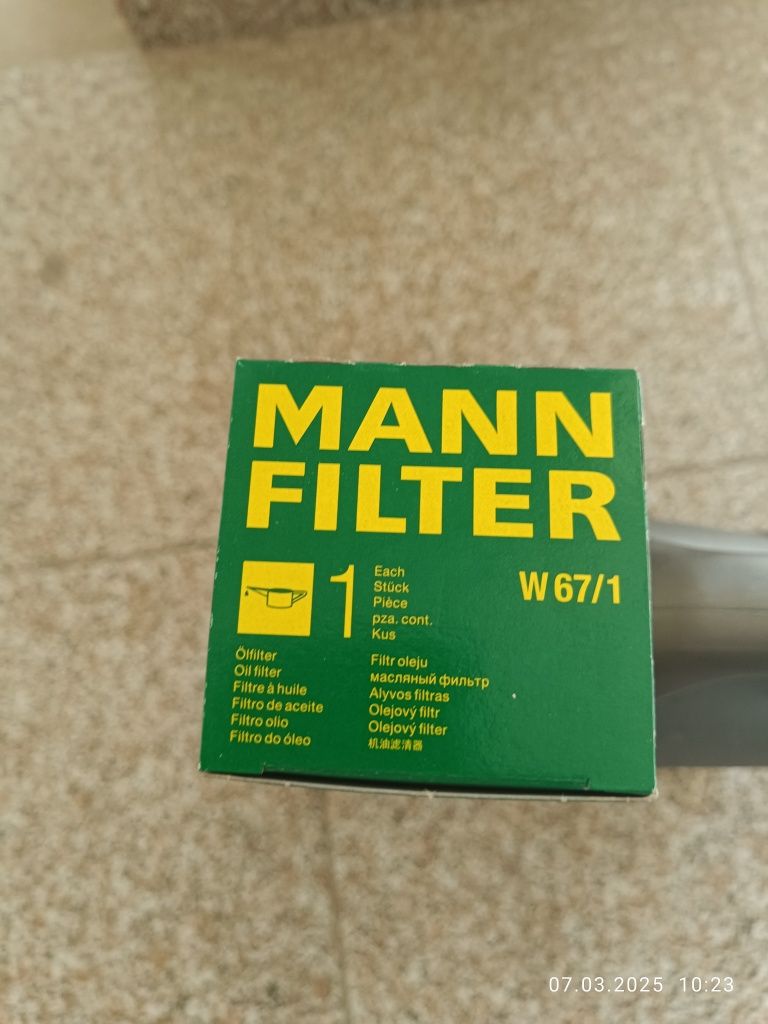 MANN
FILTER
1
Each
Stück
Pièce
pza. cont.
Kus
W 67/1
Ölfilter
Oil filter
Filtre à huile
Filtro de aceite
Filtro olio
Filtro do óleo
Filtr oleju
масляный фильтр
Alyvos filtras
Olejový filtr
Olejový filter
机油滤清器
07.03.2025 10:23